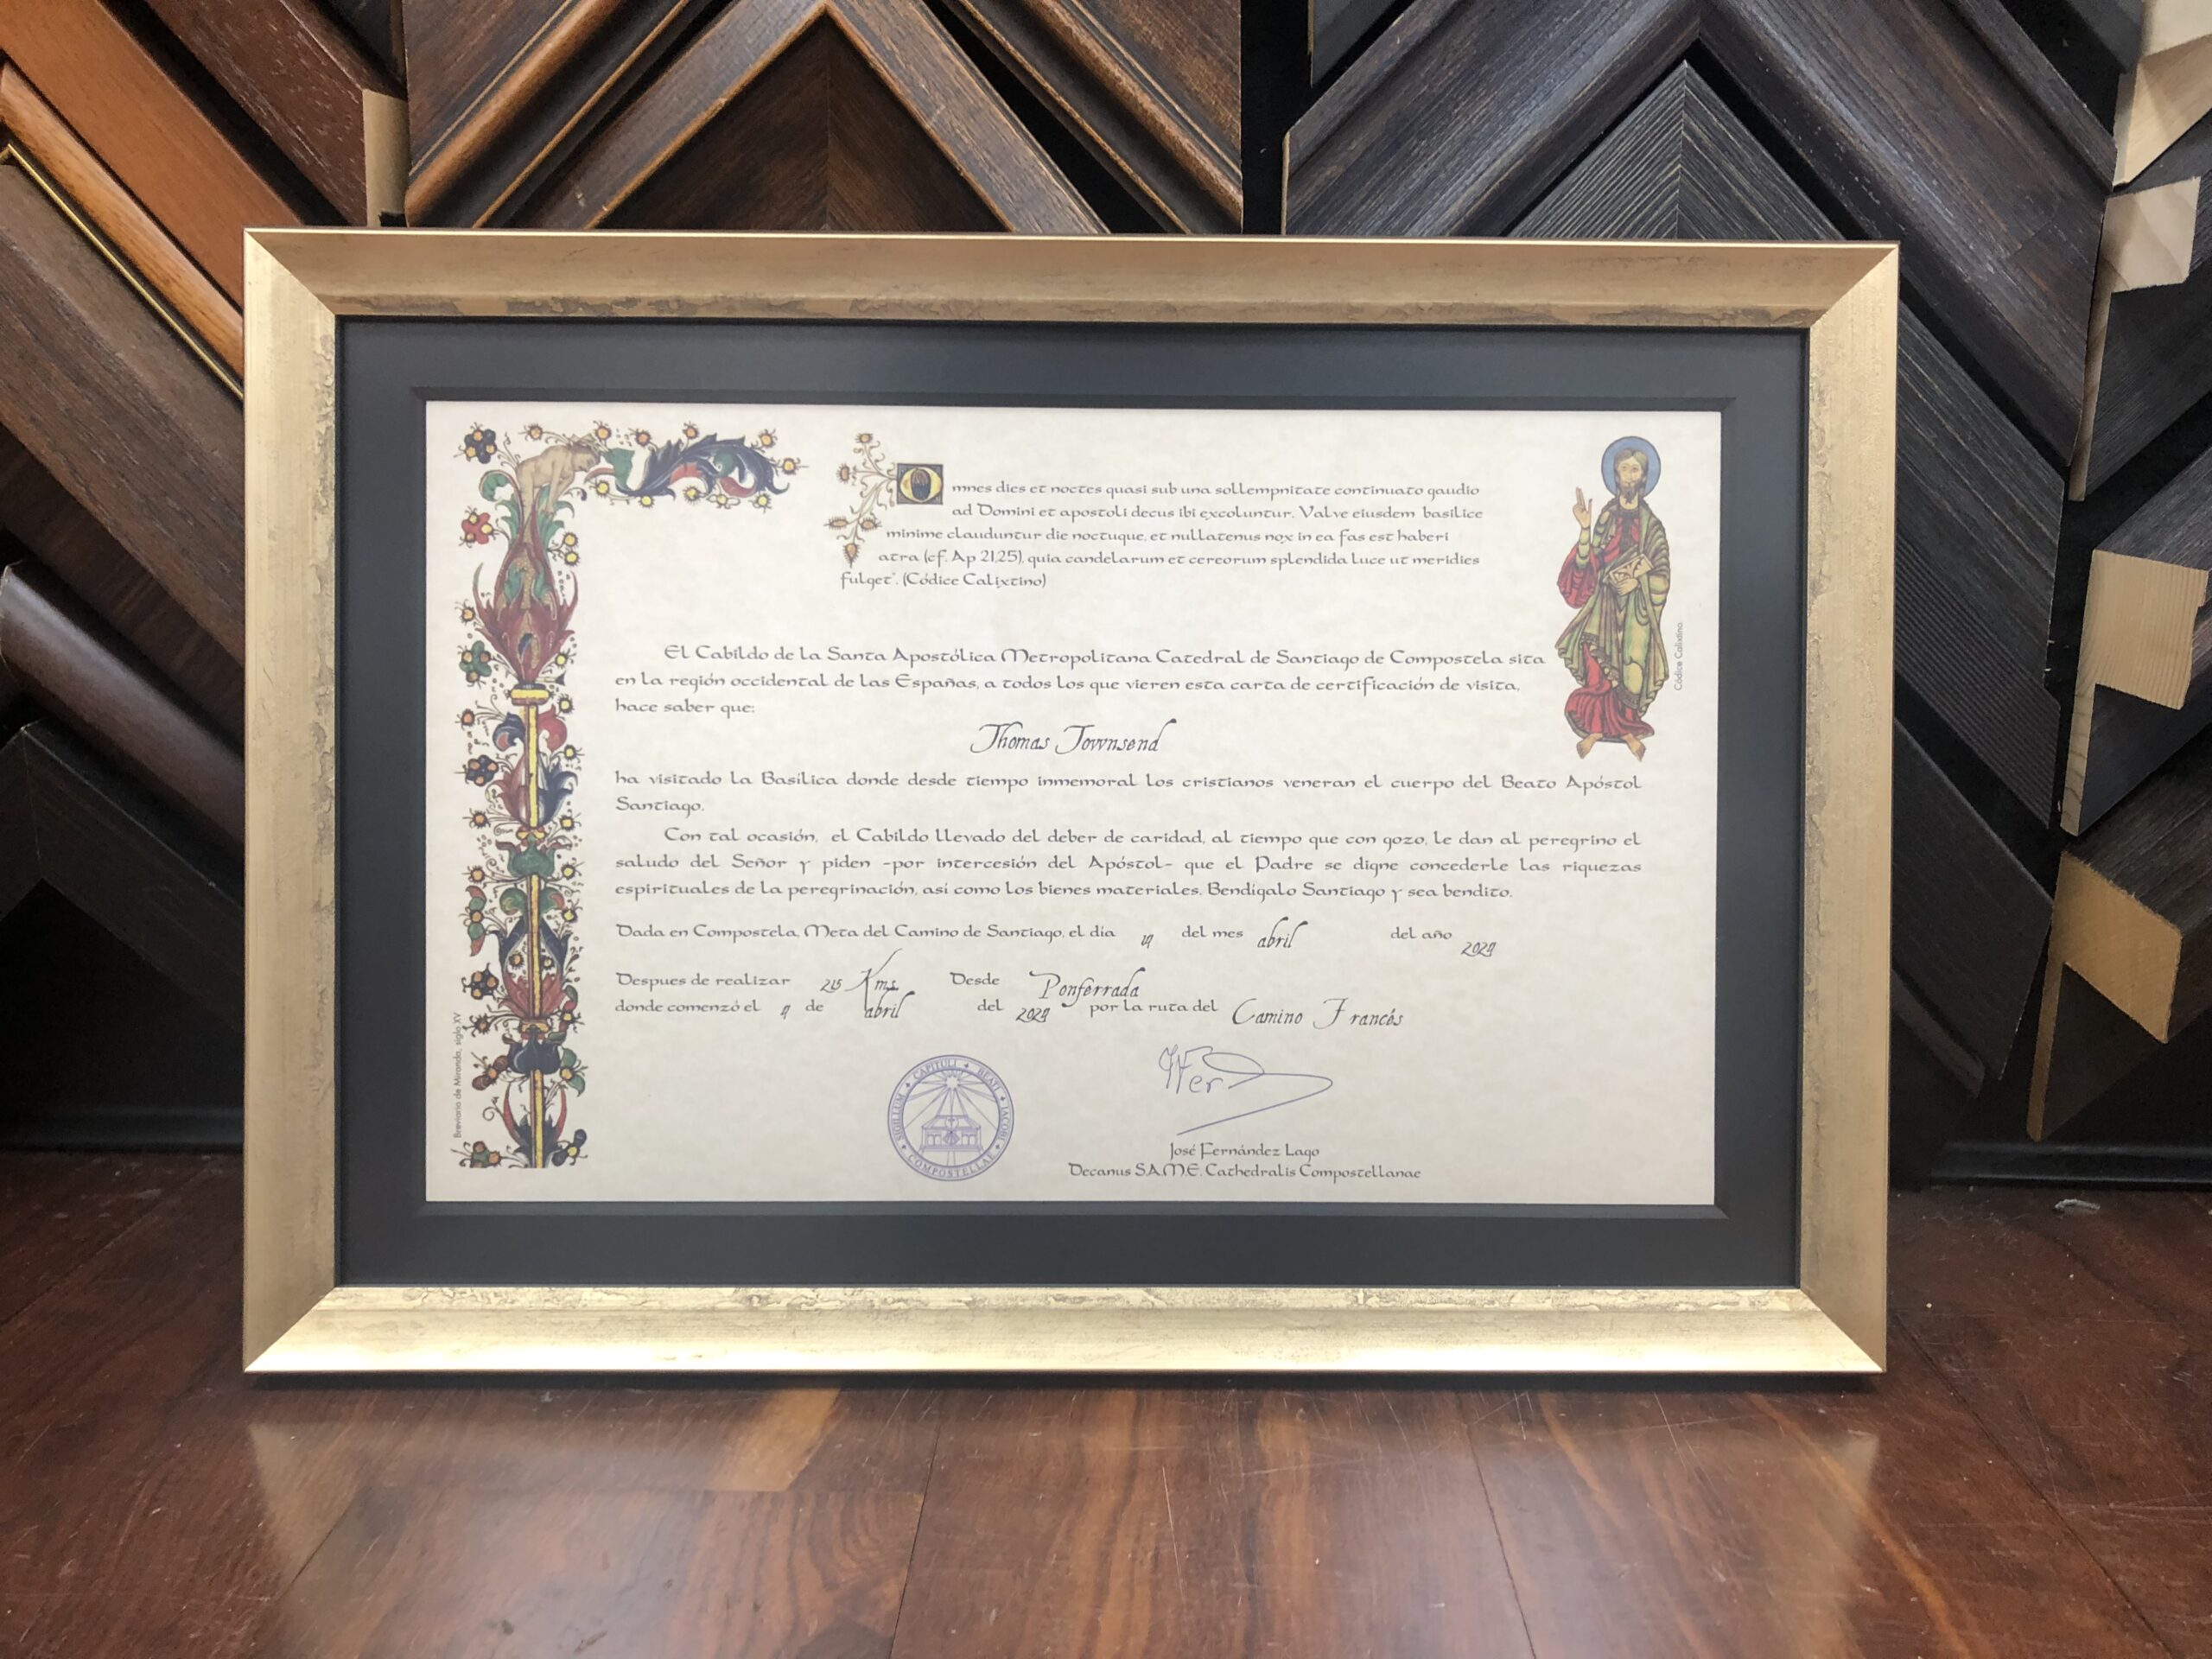 Omnes dies et noctes quasi sub una sollempnitate continuato gaudio
ad Domini et apostoli decus ibi excoluntur. Valve eiusdem basilice
minime clauduntur die noctuque, et nullatenus nox in ea fas est haberi
atra (cf. Ap 21,25), quia candelarum et cereorum splendida luce ut meridies
fulget". (Códice Calixtino)
Códice Calixtino
El Cabildo de la Santa Apostólica Metropolitana Catedral de Santiago de Compostela sita
en la región occidental de las Españas, a todos los que vieren esta carta de certificación de visita,
hace saber que:
Thomas Townsend
ha visitado la Basílica donde desde tiempo inmemoral los cristianos veneran el cuerpo del Beato Apóstol
Santiago.
Con tal ocasión, el Cabildo llevado del deber de caridad, al tiempo que con gozo, le dan al peregrino el
saludo del Señor y piden -por intercesión del Apóstol- que el Padre se digne concederle las riquezas
espirituales de la peregrinación, así como los bienes materiales. Bendígalo Santiago y sea bendito.
Dada en Compostela, Meta del Camino de Santiago, el día del mes abril del año
Despues de realizar 215 Kms. Desde Ponferrada
donde comenzó el de abril del por la ruta del Camino Francés
Breviario de Miranda, siglo XV
SIGILLUM CAPITULI BEATI JACOBI COMPOSTELLAE
José Fernández Lago
Decanus S.A.M.E. Cathedralis Compostellanae